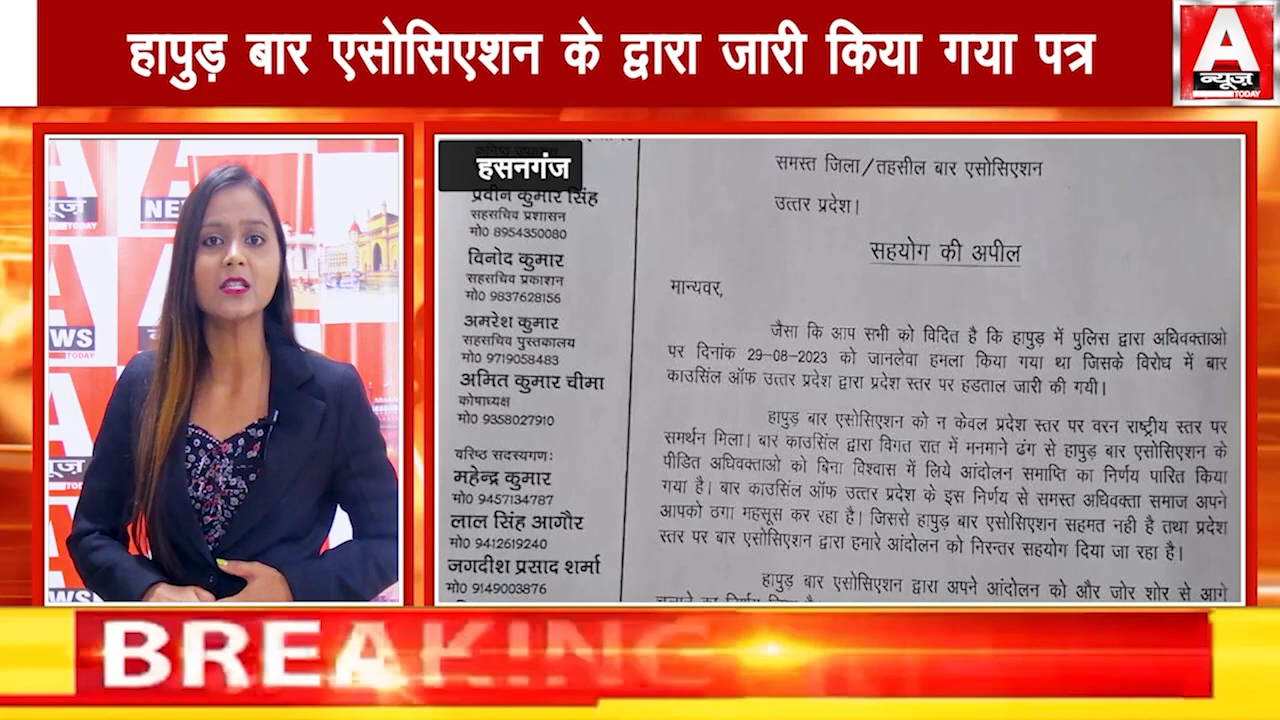 हापुड़ बार एसोसिएशन के द्वारा जारी किया गया पत्र
A
न्यूज़
TODAY
हसनगंज
प्रवीन कुमार सिंह
सहसचिव प्रशासन
मो0 8954350080
विनोद कुमार
सहसचिव प्रकाशन
मो0 9837628156
अमरेश कुमार
सहसचिव पुस्तकालय
मो0 9719058483
अमित कुमार चीमा
कोषाध्यक्ष
मो0 9358027910
वरिष्ठ सदस्यगणः
महेन्द्र कुमार
मो0 9457134787
लाल सिंह आगौर
मो0 9412619240
जगदीश प्रसाद शर्मा
मो0 9149003876
समस्त जिला/तहसील बार एसोसिएशन
उत्तर प्रदेश।
सहयोग की अपील
मान्यवर,
जैसा कि आप सभी को विदित है कि हापुड़ में पुलिस द्वारा अधिवक्ताओ
पर दिनांक 29-08-2023 को जानलेवा हमला किया गया था जिसके विरोध में बार
काउसिंल ऑफ उत्तर प्रदेश द्वारा प्रदेश स्तर पर हडताल जारी की गयी।
हापुड़ बार एसोसिएशन को न केवल प्रदेश स्तर पर वरन राष्ट्रीय स्तर पर
समर्थन मिला। बार काउसिंल द्वारा विगत रात में मनमाने ढंग से हापुड़ बार एसोसिएशन के
पीडित अधिवक्ताओ को बिना विश्वास में लिये आंदोलन समाप्ति का निर्णय पारित किया
गया है। बार काउसिंल ऑफ उत्तर प्रदेश के इस निर्णय से समस्त अधिवक्ता समाज अपने
आपको ठगा महसूस कर रहा है। जिससे हापुड़ बार एसोसिएशन सहमत नही है तथा प्रदेश
स्तर पर बार एसोसिएशन द्वारा हमारे आंदोलन को निरन्तर सहयोग दिया जा रहा है।
हापुड़ बार एसोसिएशन द्वारा अपने आंदोलन को और जोर शोर से आगे
NEWS
TODAY
BREAKING